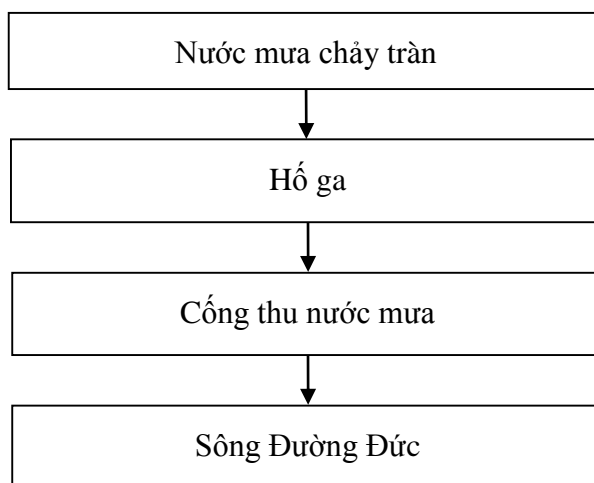 Nước mưa chảy tràn
Hố ga
Cống thu nước mưa
Sông Đường Đức